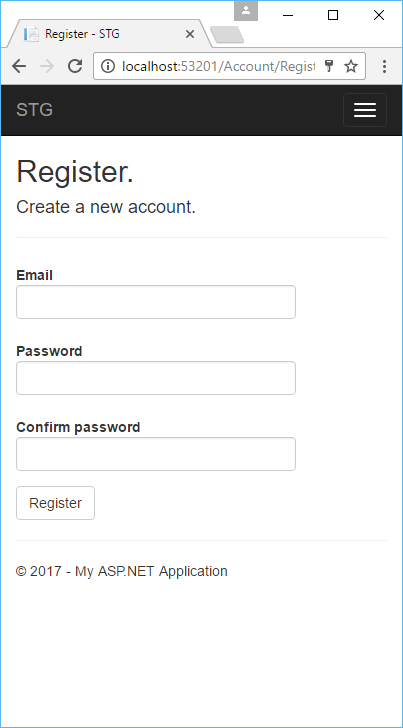 Register - STG
localhost:53201/Account/Regist
STG
Register.
Create a new account.
Email
Password
Confirm password
Register
© 2017 - My ASP.NET Application